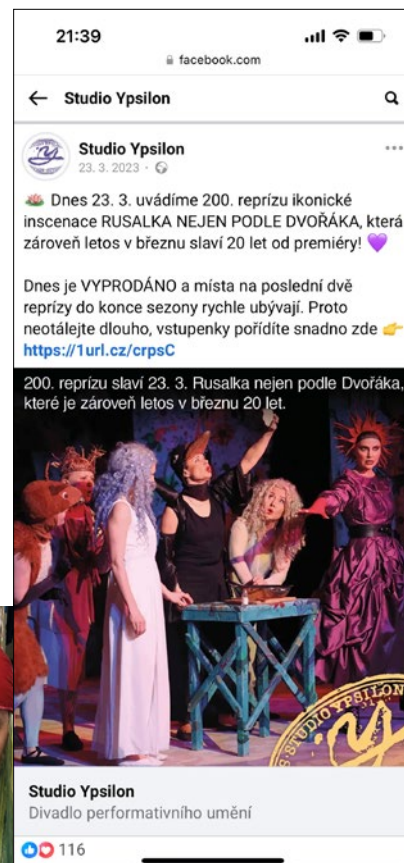 21:39
facebook.com
Studio Ypsilon
Studio Ypsilon
23. 3. 2023 ·
Dnes 23. 3. uvádíme 200. reprízu ikonické
inscenace RUSALKA NEJEN PODLE DVOŘÁKA, která
zároveň letos v březnu slaví 20 let od premiéry!
Dnes je VYPRODÁNO a místa na poslední dvě
reprízy do konce sezony rychle ubývají. Proto
neotálejte dlouho, vstupenky pořídíte snadno zde
https://1url.cz/crpsC
200. reprízu slaví 23. 3. Rusalka nejen podle Dvořáka,
které je zároveň letos v březnu 20 let.
STUDIO YPSILON
Studio Ypsilon
Divadlo performativního umění
116